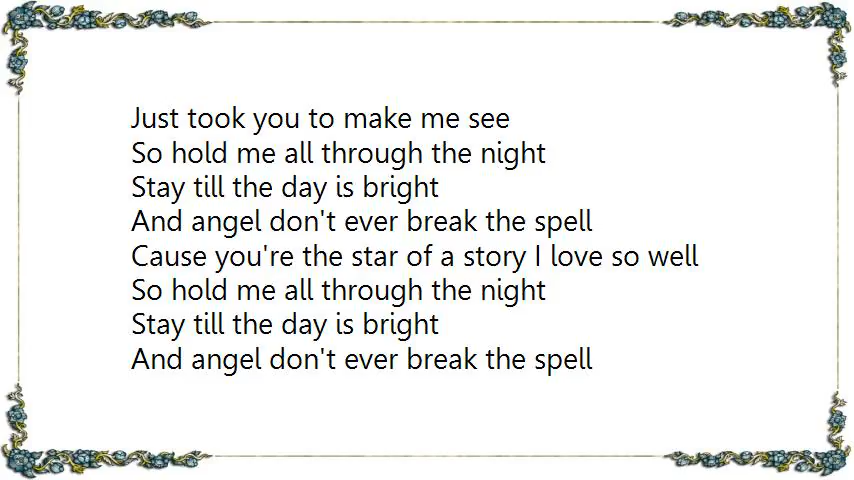 Just took you to make me see
So hold me all through the night
Stay till the day is bright
And angel don't ever break the spell
Cause you're the star of a story I love so well
So hold me all through the night
Stay till the day is bright
And angel don't ever break the spell